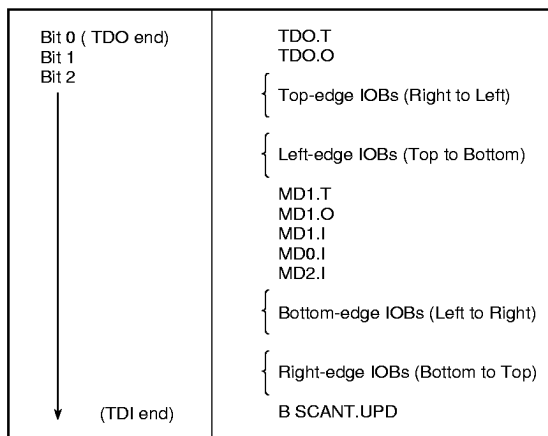 Bit 0 ( TDO end)
Bit 1
Bit 2
(TDI end)
TDO.T
TDO.O
Top-edge IOBs (Right to Left)
Left-edge IOBs (Top to Bottom)
MD1.T
MD1.O
MD1.I
MD0.I
MD2.I
Bottom-edge IOBs (Left to Right)
Right-edge IOBs (Bottom to Top)
B SCANT.UPD